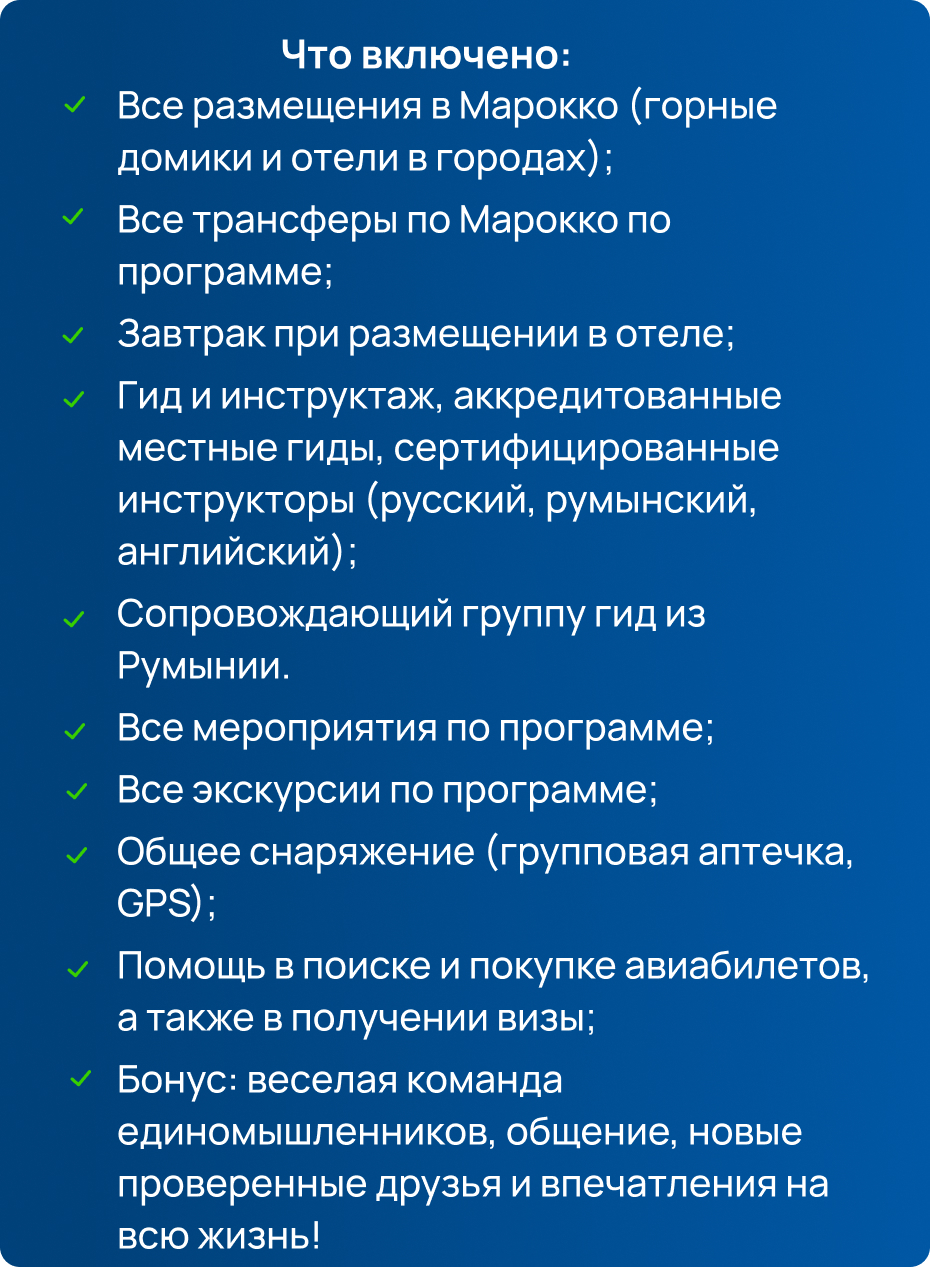 Что включено:
Все размещения в Марокко (горные
домики и отели в городах);
Все трансферы по Марокко по
программе;
Завтрак при размещении в отеле;
Гид и инструктаж, аккредитованные
местные гиды, сертифицированные
инструкторы (русский, румынский,
английский);
Сопровождающий группу гид из
Румынии.
Все мероприятия по программе;
Все экскурсии по программе;
Общее снаряжение (групповая аптечка,
GPS);
Помощь в поиске и покупке авиабилетов,
а также в получении визы;
Бонус: веселая команда
единомышленников, общение, новые
проверенные друзья и впечатления на
всю жизнь!